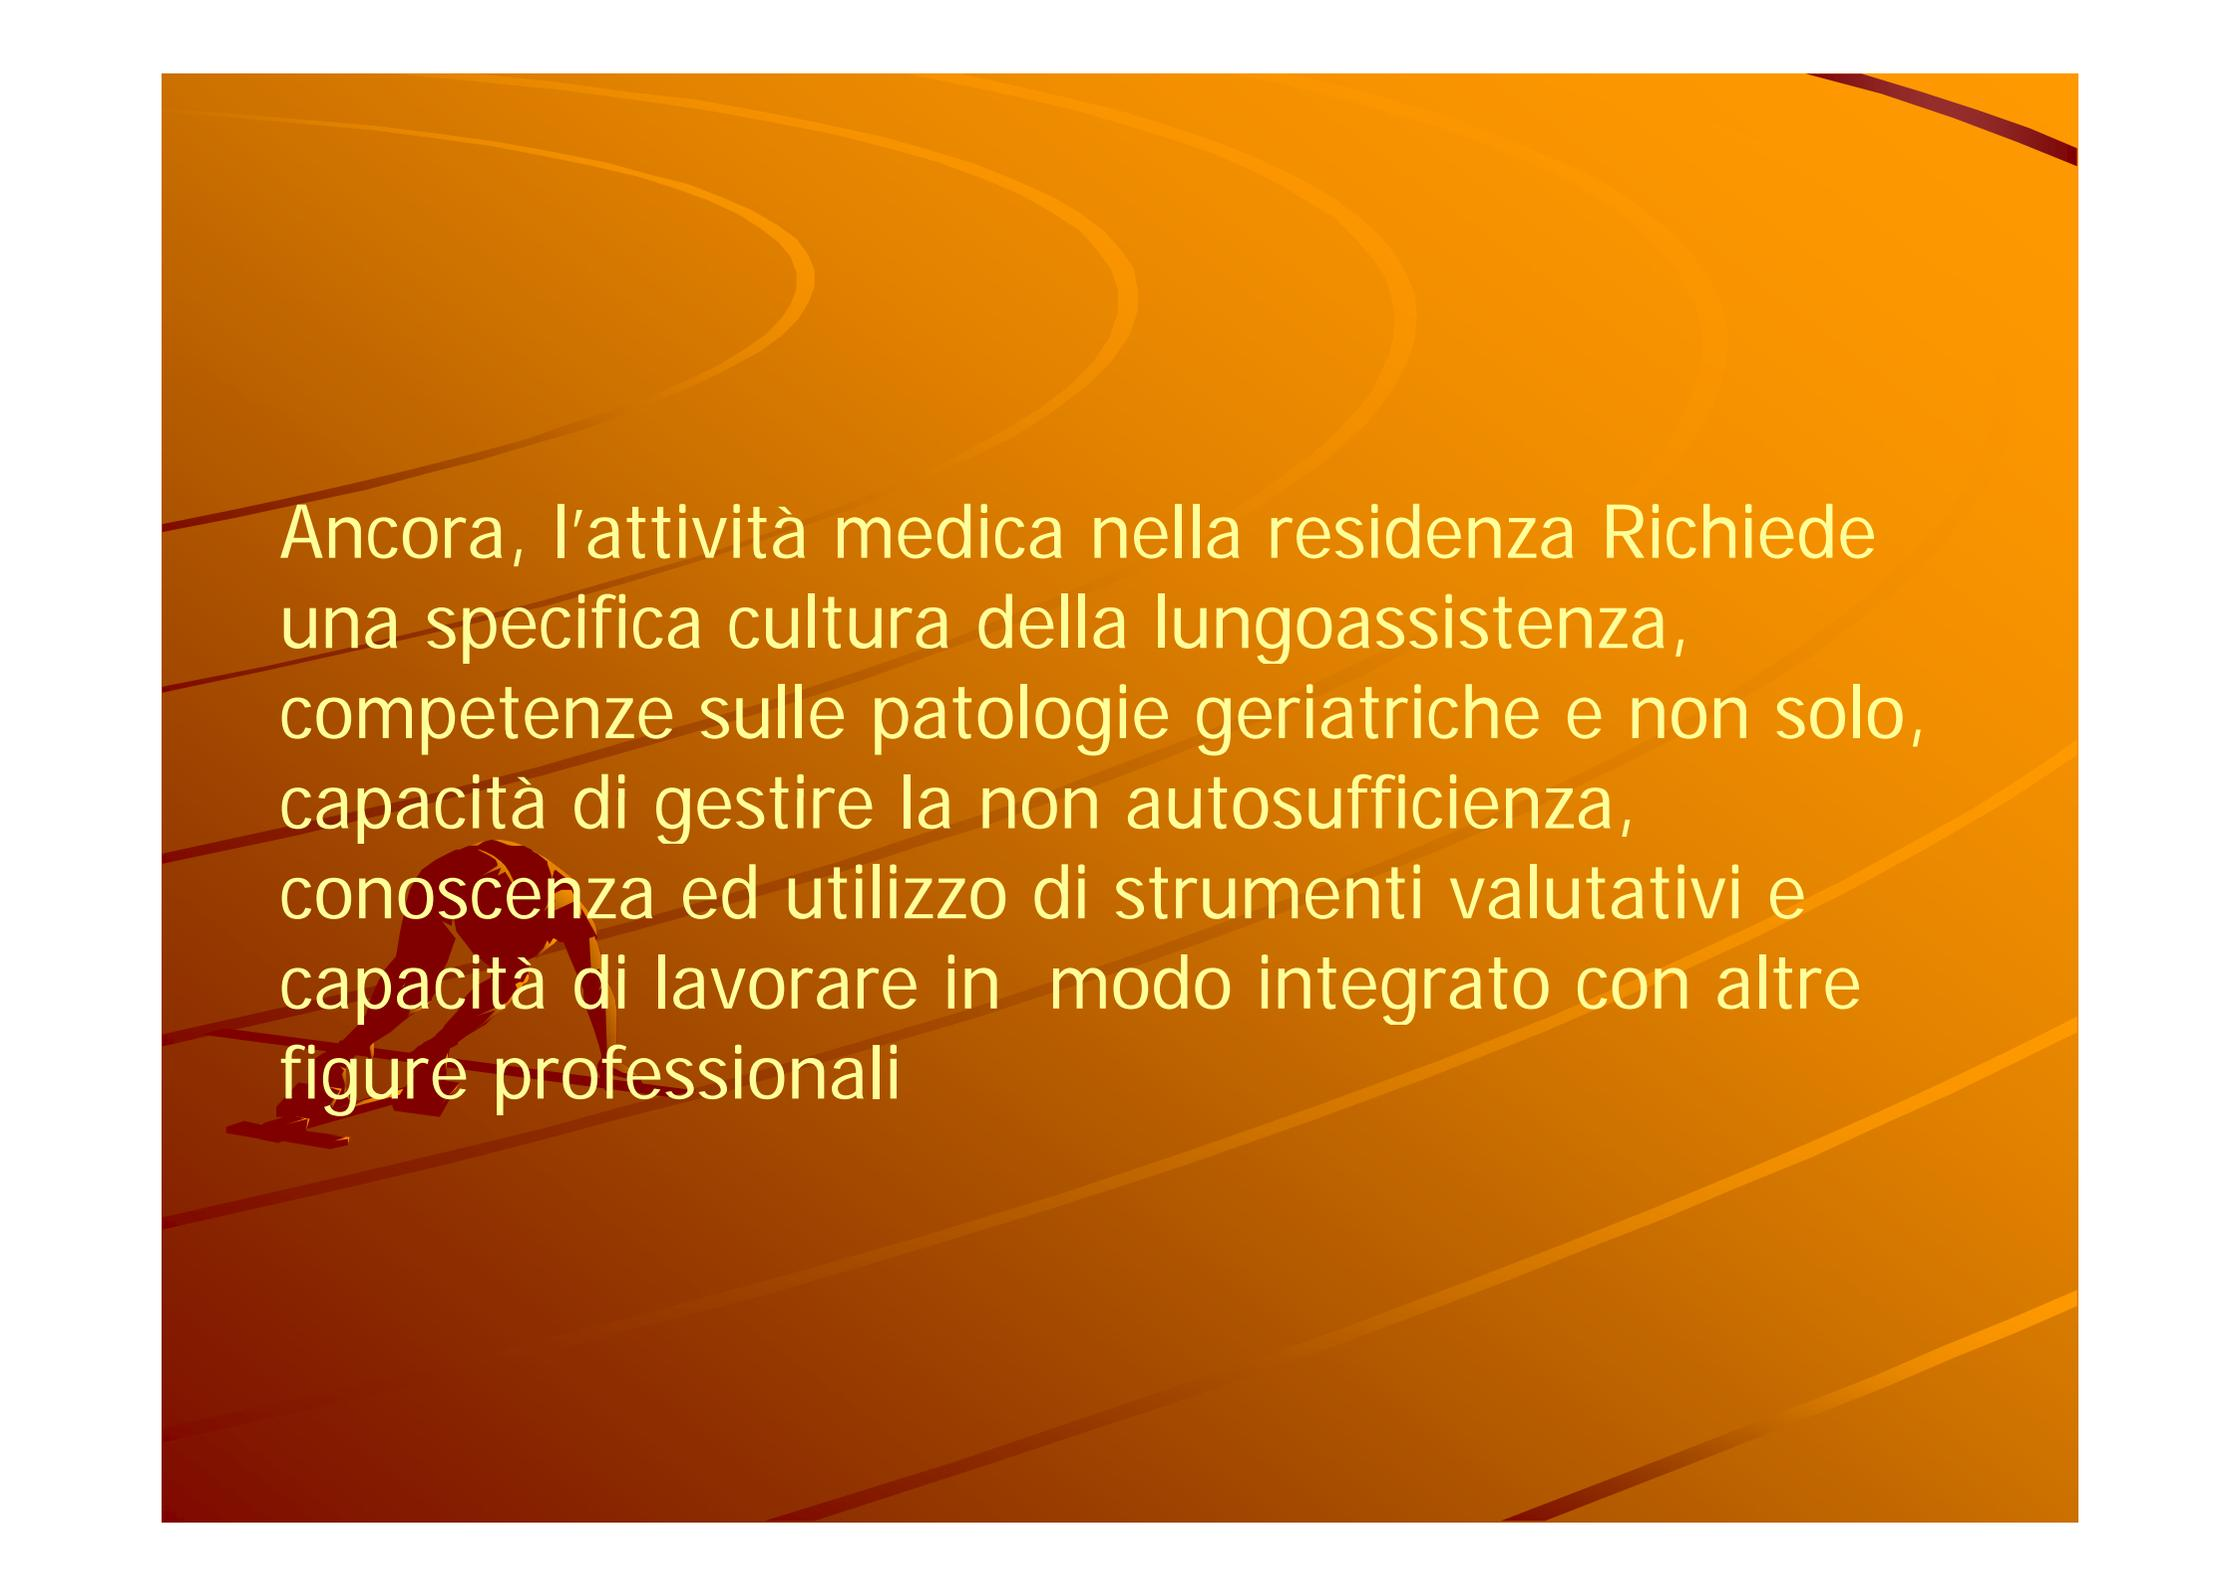 Ancora, l'attività medica nella residenza Richiede
una specifica cultura della lungoassistenza,
competenze sulle patologie geriatriche e non solo,
capacità di gestire la non autosufficienza,
conoscenza ed utilizzo di strumenti valutativi e
capacità di lavorare in  modo integrato con altre
figure professionali